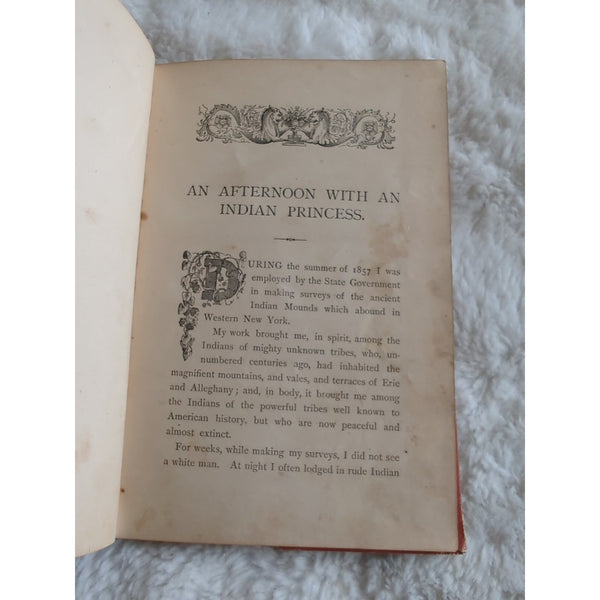 AN AFTERNOON WITH AN
INDIAN PRINCESS.
DURING the summer of 1857 I was
employed by the State Government
in making surveys of the ancient
Indian Mounds which abound in
Western New York.
My work brought me, in spirit, among the
Indians of mighty unknown tribes, who, un-
numbered centuries ago, had inhabited the
magnifient mountains, and vales, and terraces of Erie
and Alleghany; and, in body, it brought me among
the Indians of the powerful tribes well known to
American history, but who are now peaceful and
almost extinct.
For weeks, while making my surveys, I did not see
a white man. At night I often lodged in rude Indian